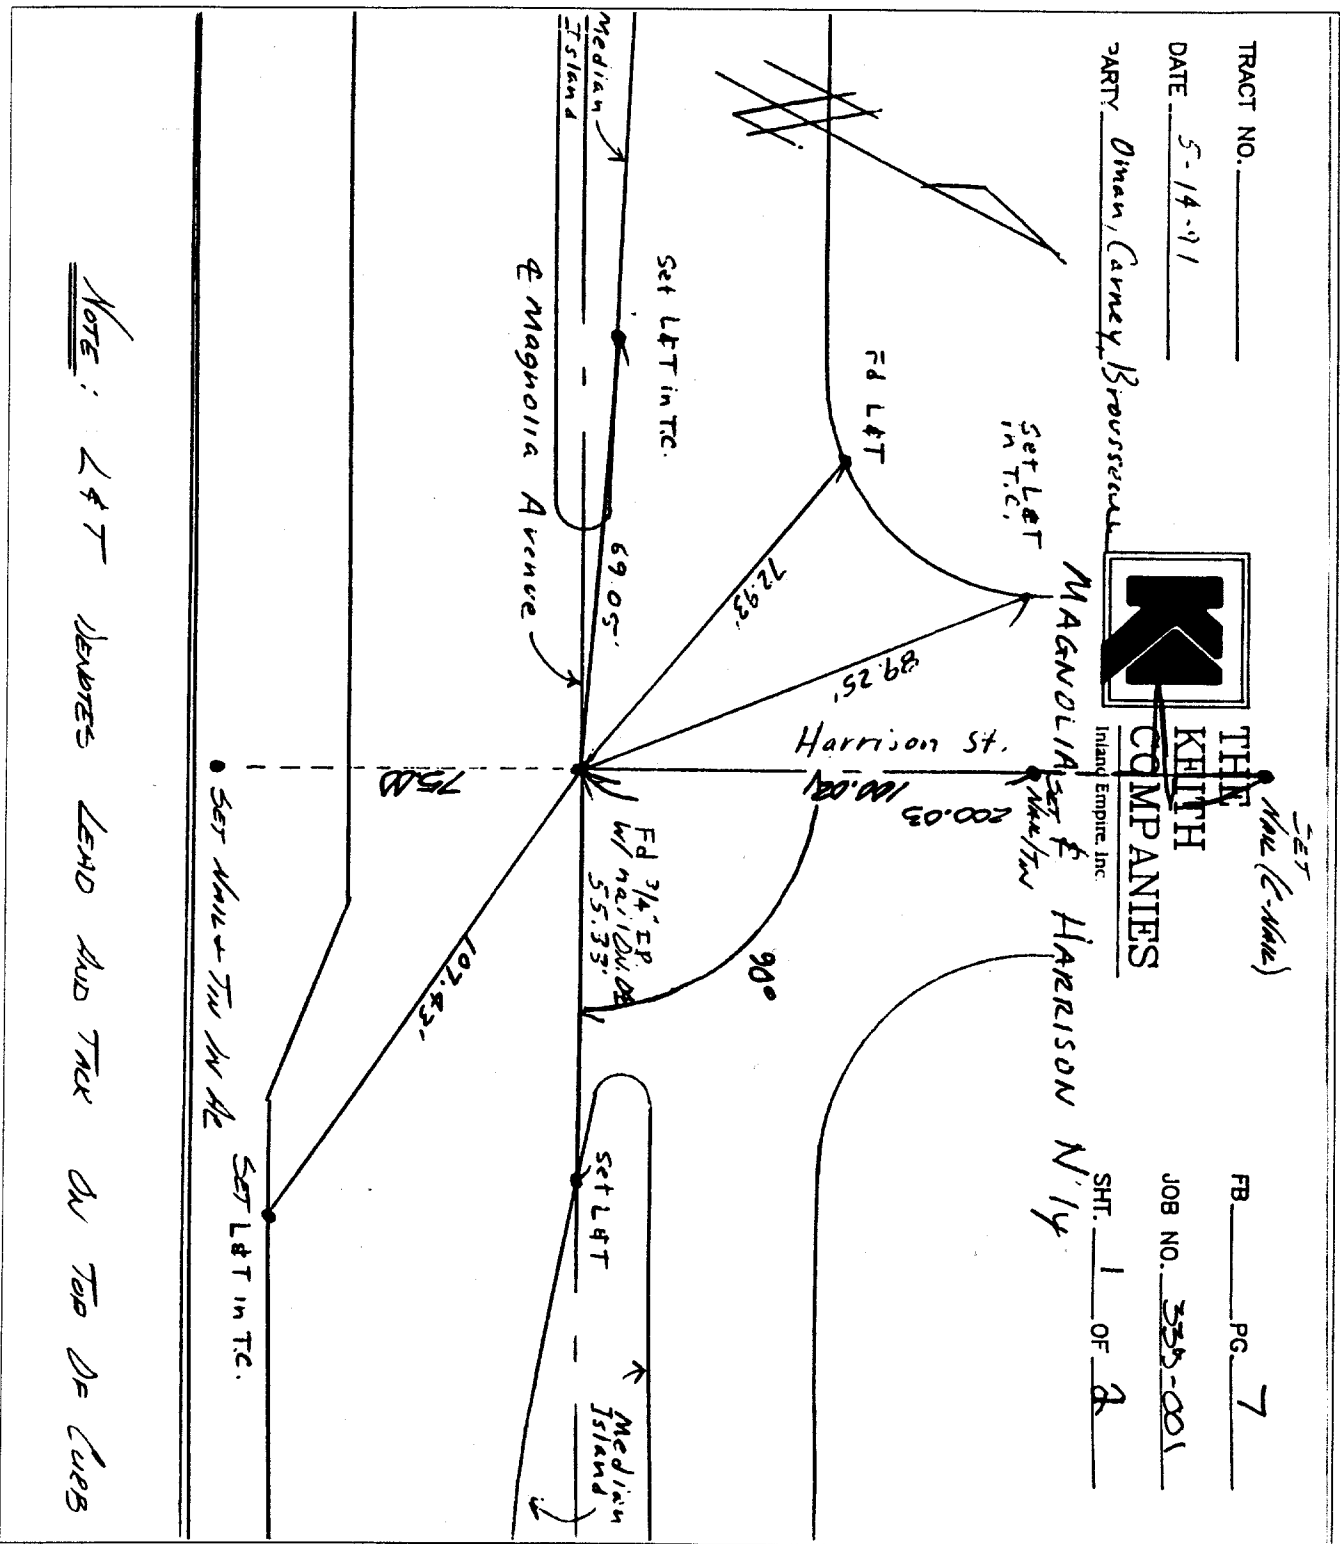 TRACT NO.
DATE 5-14-91
PARTY Dinan, Carney, Brousseau
THE
KEITH
COMPANIES
Inland Empire, Inc.
FB PG. 7
JOB NO. 335-001
SHT. 1 OF 2
SET
NAIL (C-NAIL)
MAGNOLIA & HARRISON N'ly
SET
NAIL/TIN
200.03
100.02
Harrison St.
Set L&T
in T.C.
89.25'
Fd L&T
72.93'
90°
Set L&T in T.C.
69.05'
Median
Island
Fd 3/4" IP
w/ nail DN. 0.8
55.33'
℄ Magnolia Avenue
Set L&T
Median
Island
75.00
107.43'
SET NAIL & TIN IN AC
SET L&T in T.C.
NOTE: L&T DENOTES LEAD AND TACK ON TOP OF CURB